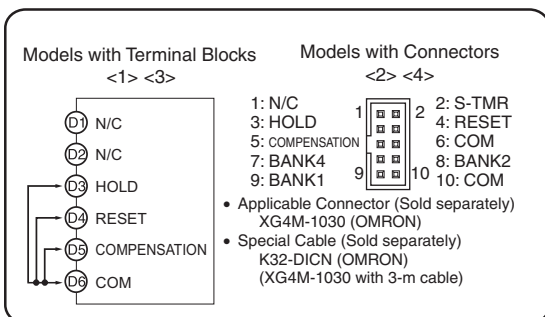 Models with Terminal Blocks
<1> <3>
D1 N/C
D2 N/C
D3 HOLD
D4 RESET
D5 COMPENSATION
D6 COM
Models with Connectors
<2> <4>
1: N/C
3: HOLD
5: COMPENSATION
7: BANK4
9: BANK1
1 2
9 10
2: S-TMR
4: RESET
6: COM
8: BANK2
10: COM
• Applicable Connector (Sold separately)
XG4M-1030 (OMRON)
• Special Cable (Sold separately)
K32-DICN (OMRON)
(XG4M-1030 with 3-m cable)